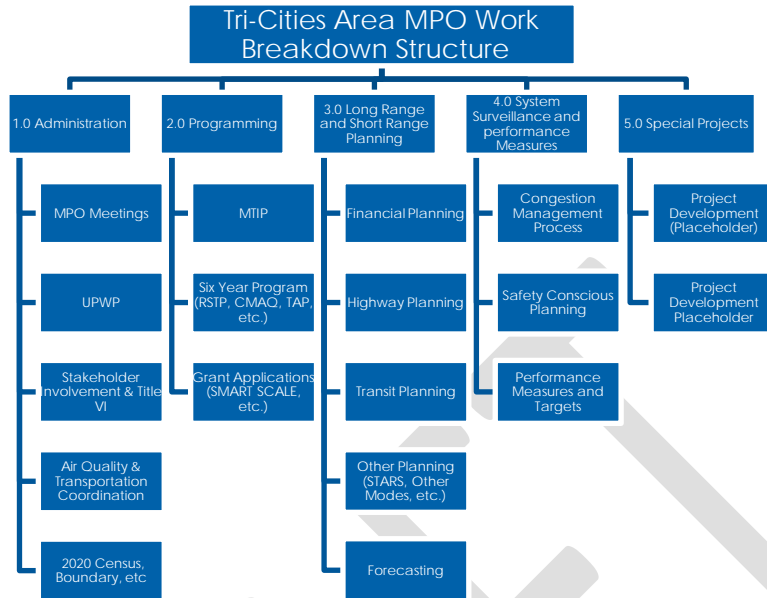 Tri-Cities Area MPO Work
Breakdown Structure
1.0 Administration
MPO Meetings
UPWP
Stakeholder
Involvement & Title
VI
Air Quality &
Transportation
Coordination
2020 Census,
Boundary, etc
2.0 Programming
MTIP
Six Year Program
(RSTP, CMAQ, TAP,
etc.)
Grant Applications
(SMART SCALE,
etc.)
3.0 Long Range
and Short Range
Planning
Financial Planning
Highway Planning
Transit Planning
Other Planning
(STARS, Other
Modes, etc.)
Forecasting
4.0 System
Surveillance and
performance
Measures
Congestion
Management
Process
Safety Conscious
Planning
Performance
Measures and
Targets
5.0 Special Projects
Project
Development
(Placeholder)
Project
Development
Placeholder